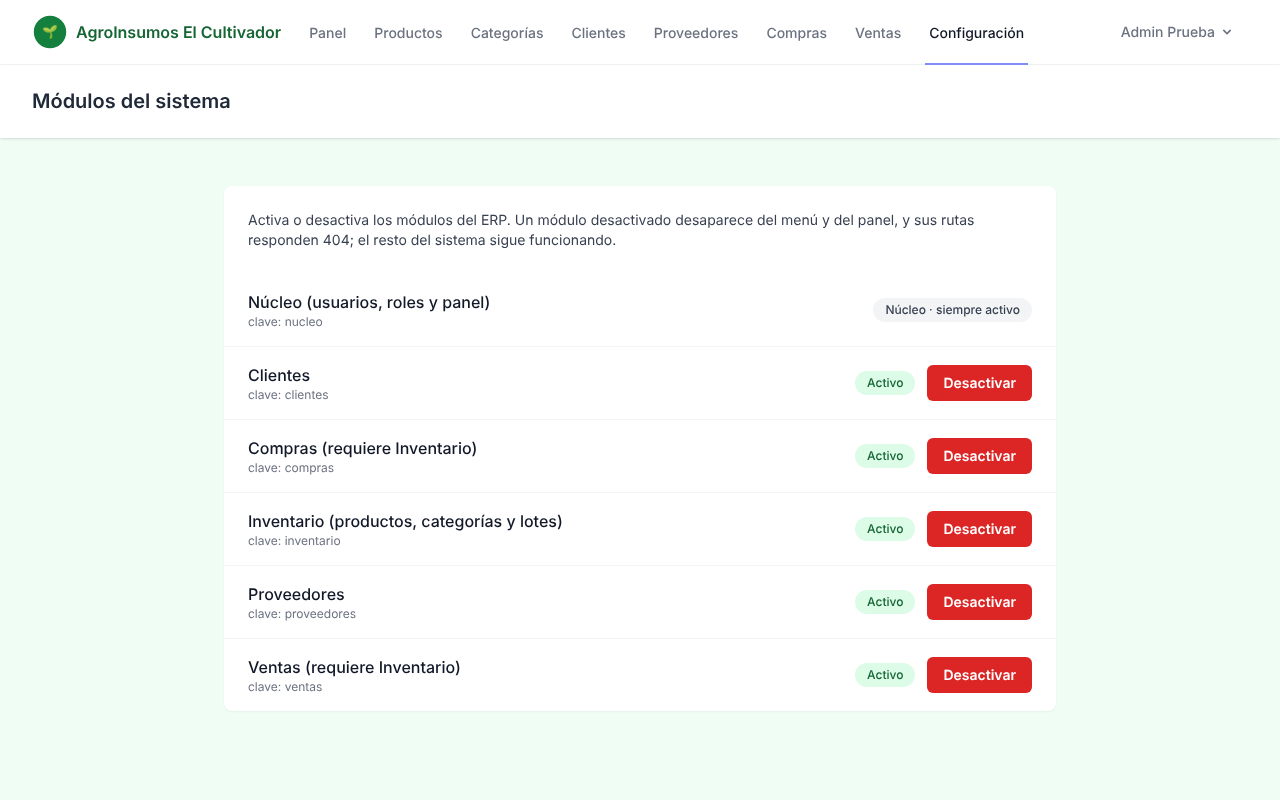 AgroInsumos El Cultivador Panel Productos Categorías Clientes Proveedores Compras Ventas Configuración Admin Prueba
Módulos del sistema
Activa o desactiva los módulos del ERP. Un módulo desactivado desaparece del menú y del panel, y sus rutas
responden 404; el resto del sistema sigue funcionando.
Núcleo (usuarios, roles y panel)
clave: nucleo
Núcleo · siempre activo
Clientes
clave: clientes
Activo Desactivar
Compras (requiere Inventario)
clave: compras
Activo Desactivar
Inventario (productos, categorías y lotes)
clave: inventario
Activo Desactivar
Proveedores
clave: proveedores
Activo Desactivar
Ventas (requiere Inventario)
clave: ventas
Activo Desactivar